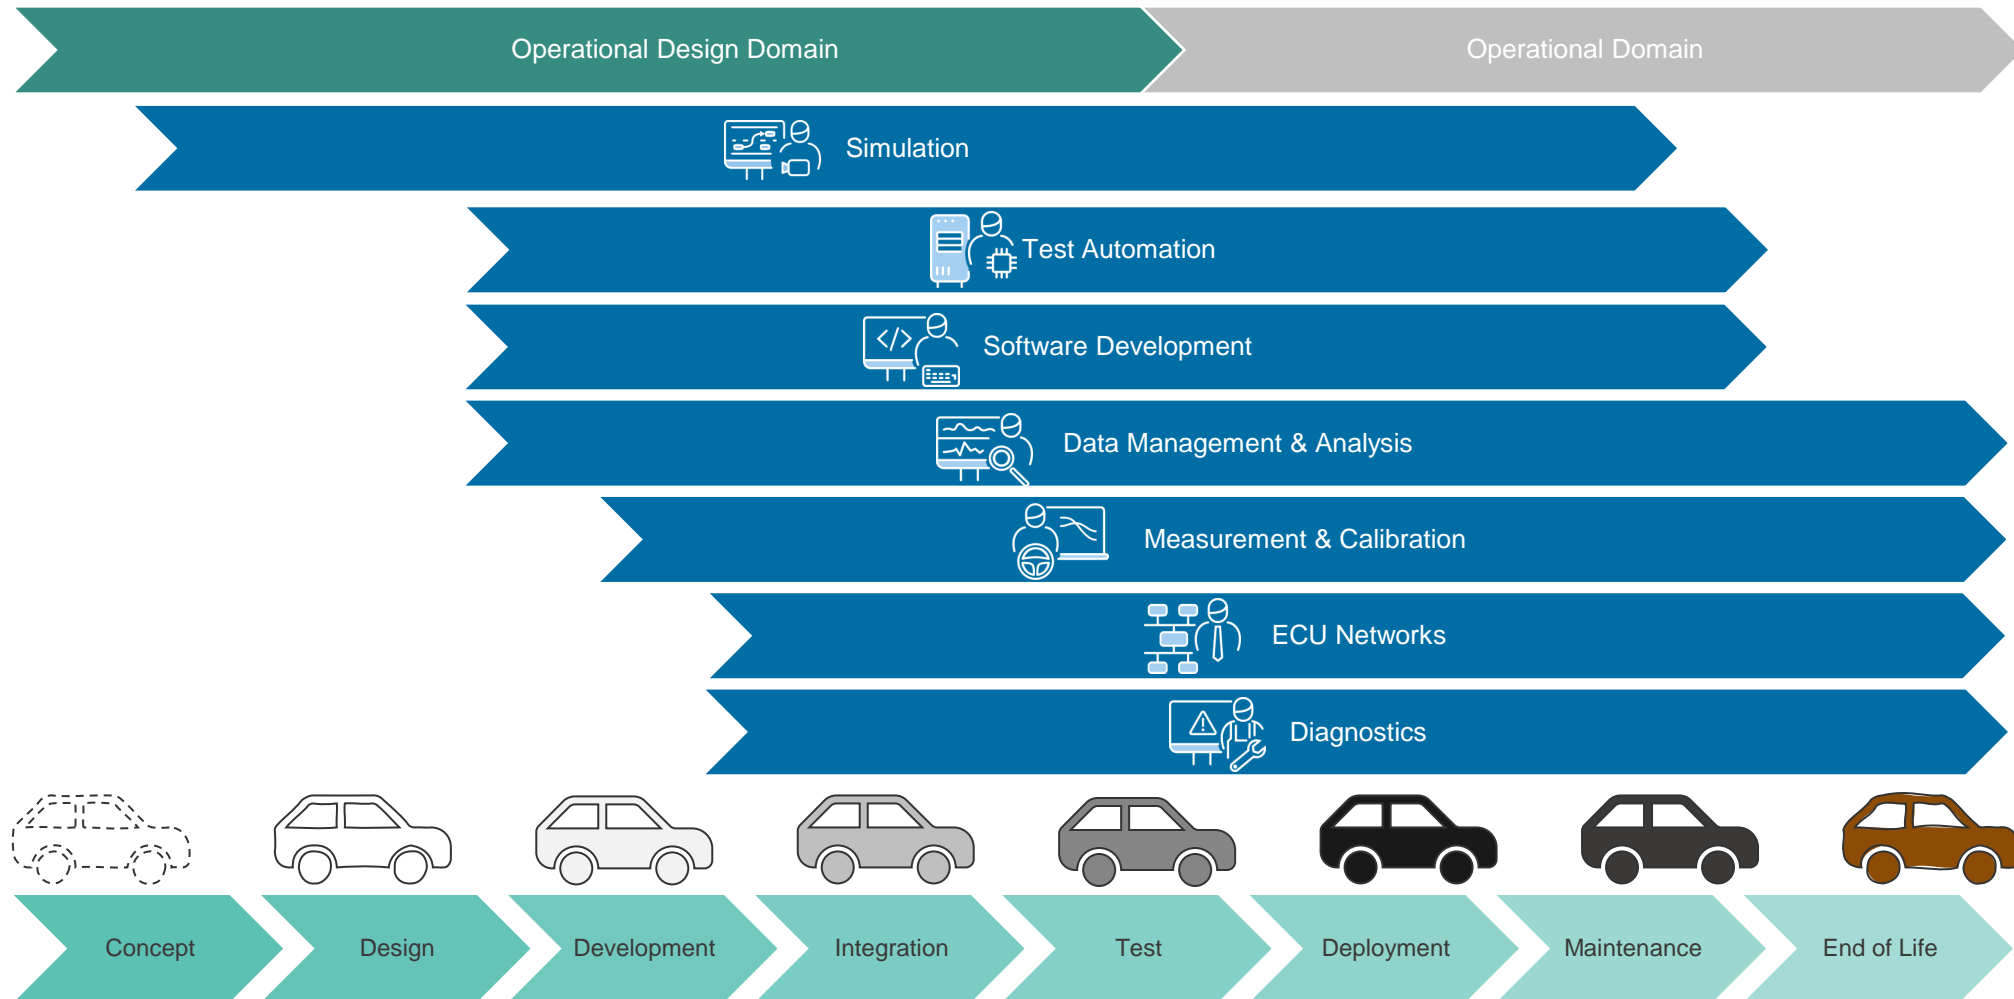 Operational Design Domain
Operational Domain
Simulation
Test Automation
Software Development
Data Management & Analysis
Measurement & Calibration
ECU Networks
Diagnostics
Concept
Design
Development
Integration
Test
Deployment
Maintenance
End of Life